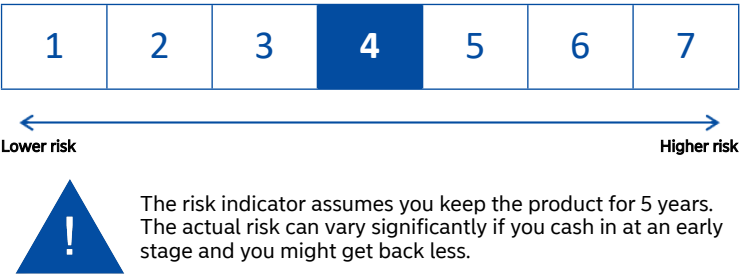 1 2 3 4 5 6 7
Lower risk Higher risk
!
The risk indicator assumes you keep the product for 5 years.
The actual risk can vary significantly if you cash in at an early
stage and you might get back less.